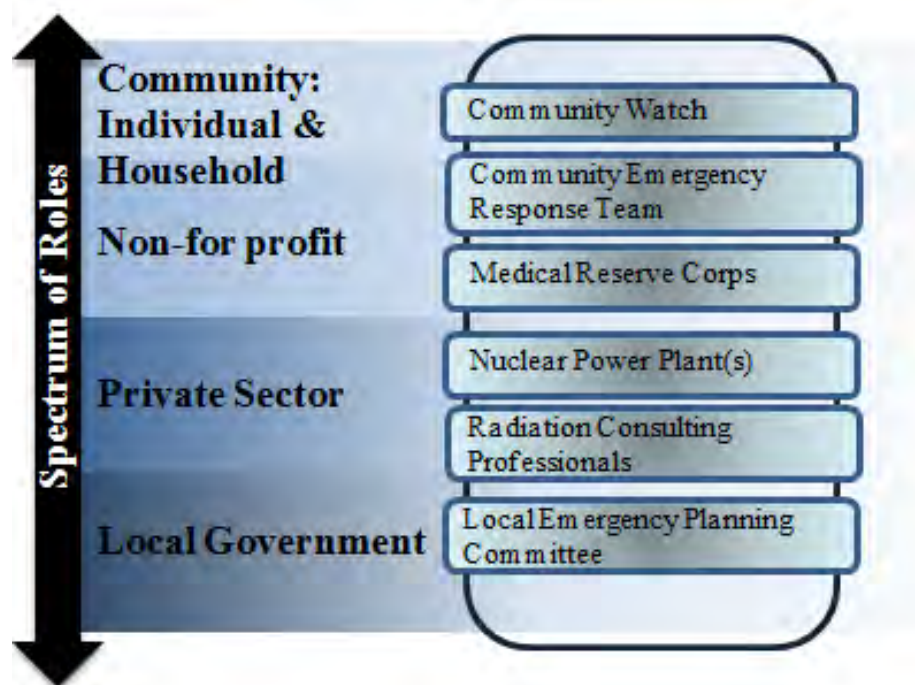 Spectrum of Roles
Community:
Individual &
Household
Non-for profit
Private Sector
Local Government
Community Watch
Community Emergency
Response Team
Medical Reserve Corps
Nuclear Power Plant(s)
Radiation Consulting
Professionals
Local Emergency Planning
Committee